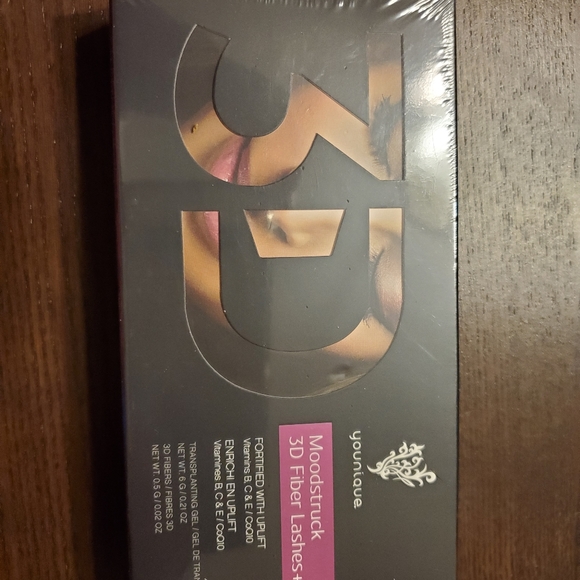 3D
younique
Moodstruck
3D Fiber Lashes+
FORTIFIED WITH UPLIFT
Vitamins B, C & E / CoQ10
ENRICHI EN UPLIFT
Vitamines B, C & E / CoQ10
TRANSPLANTING GEL / GEL DE TRAN
NET WT. 6 G / 0.21 OZ
3D FIBERS / FIBRES 3D
NET WT. 0.5 G / 0.02 OZ